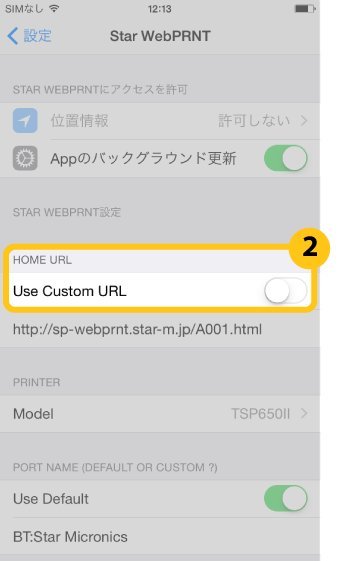 SIMなし 12:13
設定 Star WebPRNT
STAR WEBPRNTにアクセスを許可
位置情報 許可しない
Appのバックグラウンド更新
STAR WEBPRNT設定
2
HOME URL
Use Custom URL
http://sp-webprnt.star-m.jp/A001.html
PRINTER
Model TSP650II
PORT NAME (DEFAULT OR CUSTOM ?)
Use Default
BT:Star Micronics